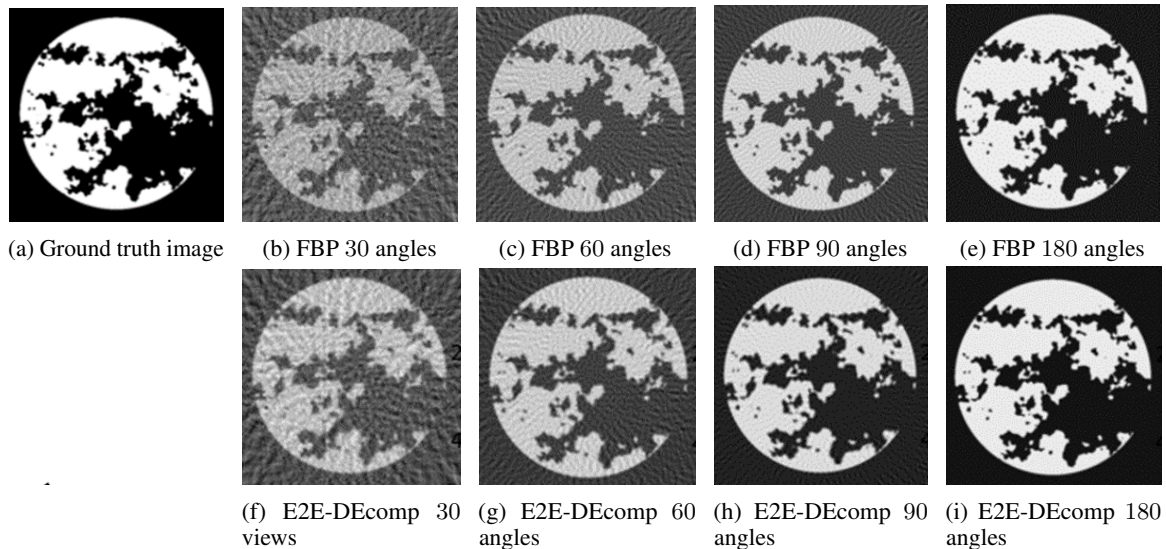 (a) Ground truth image
(b) FBP 30 angles
(c) FBP 60 angles
(d) FBP 90 angles
(e) FBP 180 angles
(f) E2E-DEcomp 30
views
(g) E2E-DEcomp 60
angles
(h) E2E-DEcomp 90
angles
(i) E2E-DEcomp 180
angles